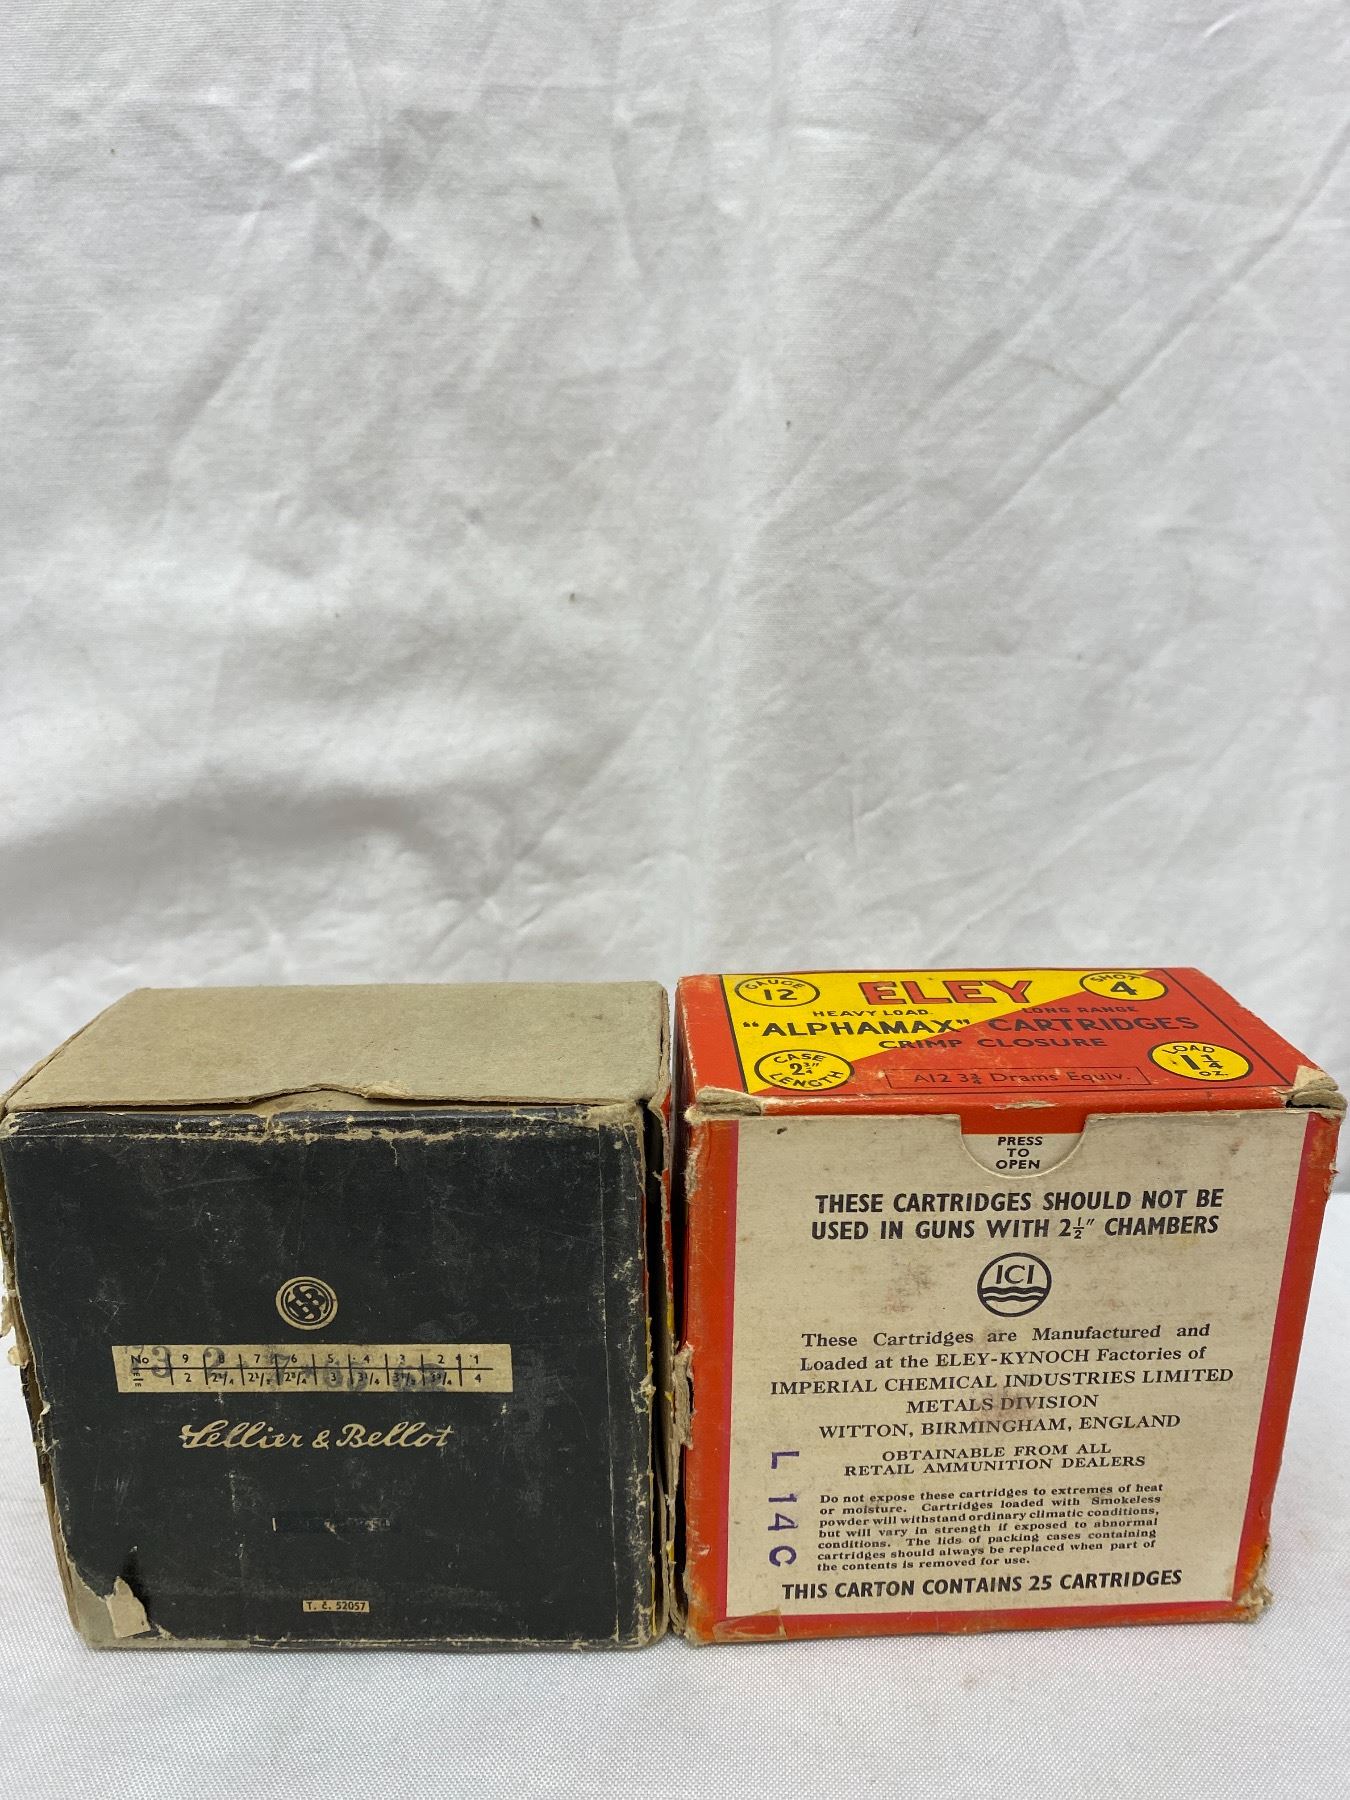 SB
No 9 8 7 6 5 4 3 2 1
2 2¼ 2½ 2¾ 3 3¼ 3½ 3¾ 4
Sellier & Bellot
T. č. 52057
GAUGE 12
ELEY
SHOT 4
HEAVY LOAD. LONG RANGE
"ALPHAMAX" CARTRIDGES
CRIMP CLOSURE
CASE 2¾" LENGTH
LOAD 1¼ OZ.
A12 3¾ Drams Equiv.
PRESS
TO
OPEN
THESE CARTRIDGES SHOULD NOT BE
USED IN GUNS WITH 2½" CHAMBERS
ICI
These Cartridges are Manufactured and
Loaded at the ELEY-KYNOCH Factories of
IMPERIAL CHEMICAL INDUSTRIES LIMITED
METALS DIVISION
WITTON, BIRMINGHAM, ENGLAND
OBTAINABLE FROM ALL
RETAIL AMMUNITION DEALERS
Do not expose these cartridges to extremes of heat
or moisture. Cartridges loaded with Smokeless
powder will withstand ordinary climatic conditions,
but will vary in strength if exposed to abnormal
conditions. The lids of packing cases containing
cartridges should always be replaced when part of
the contents is removed for use.
THIS CARTON CONTAINS 25 CARTRIDGES
L 14C